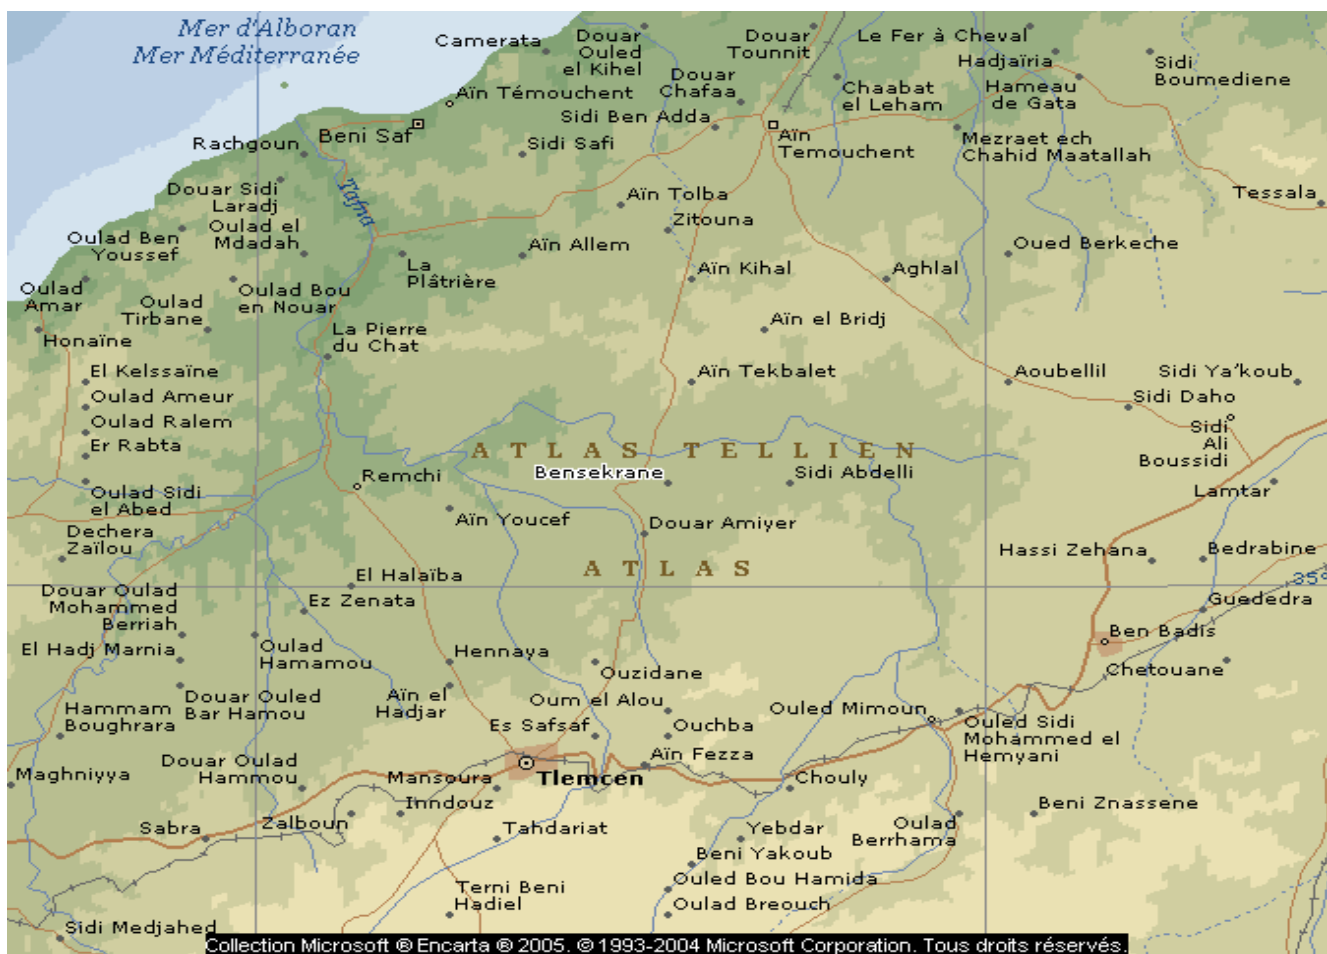 Mer d'Alboran
Mer Méditerranée
Camerata
Douar
Ouled
el Kihel
Douar
Tounnit
Le Fer à Cheval
Hadjaïria
Sidi
Boumediene
Aïn Témouchent
Douar
Chafaa
Chaabat
el Leham
Hameau
de Gata
Beni Saf
Sidi Ben Adda
Aïn
Temouchent
Mezraet ech
Chahid Maatallah
Rachgoun
Sidi Safi
Tafna
Douar Sidi
Laradj
Aïn Tolba
Tessala
Oulad Ben
Youssef
Oulad el
Mdadah
Zitouna
La
Plâtrière
Aïn Allem
Aïn Kihal
Aghlal
Oued Berkeche
Oulad
Amar
Oulad
Tirbane
Oulad Bou
en Nouar
Honaïne
La Pierre
du Chat
Aïn el Bridj
El Kelssaïne
Aïn Tekbalet
Aoubellil
Sidi Ya'koub
Oulad Ameur
Sidi Daho
Oulad Ralem
Sidi
Ali
Boussidi
Er Rabta
ATLAS TELLIEN
Remchi
Bensekrane
Sidi Abdelli
Lamtar
Oulad Sidi
el Abed
Aïn Youcef
Douar Amiyer
Dechera
Zaïlou
Hassi Zehana
Bedrabine
ATLAS
35°
El Halaïba
Douar Oulad
Mohammed
Berriah
Ez Zenata
Guededra
Ben Badis
El Hadj Marnia
Oulad
Hamamou
Hennaya
Ouzidane
Chetouane
Hammam
Boughrara
Douar Ouled
Bar Hamou
Aïn el
Hadjar
Oum el Alou
Ouled Mimoun
Es Safsaf
Ouchba
Ouled Sidi
Mohammed el
Hemyani
Maghniyya
Douar Oulad
Hammou
Mansoura
Tlemcen
Aïn Fezza
Chouly
Inndouz
Beni Znassene
Sabra
Zalboun
Tahdariat
Yebdar
Oulad
Berrhama
Beni Yakoub
Terni Beni
Hadiel
Ouled Bou Hamida
Oulad Breouch
Sidi Medjahed
Collection Microsoft ® Encarta ® 2005. © 1993-2004 Microsoft Corporation. Tous droits réservés.